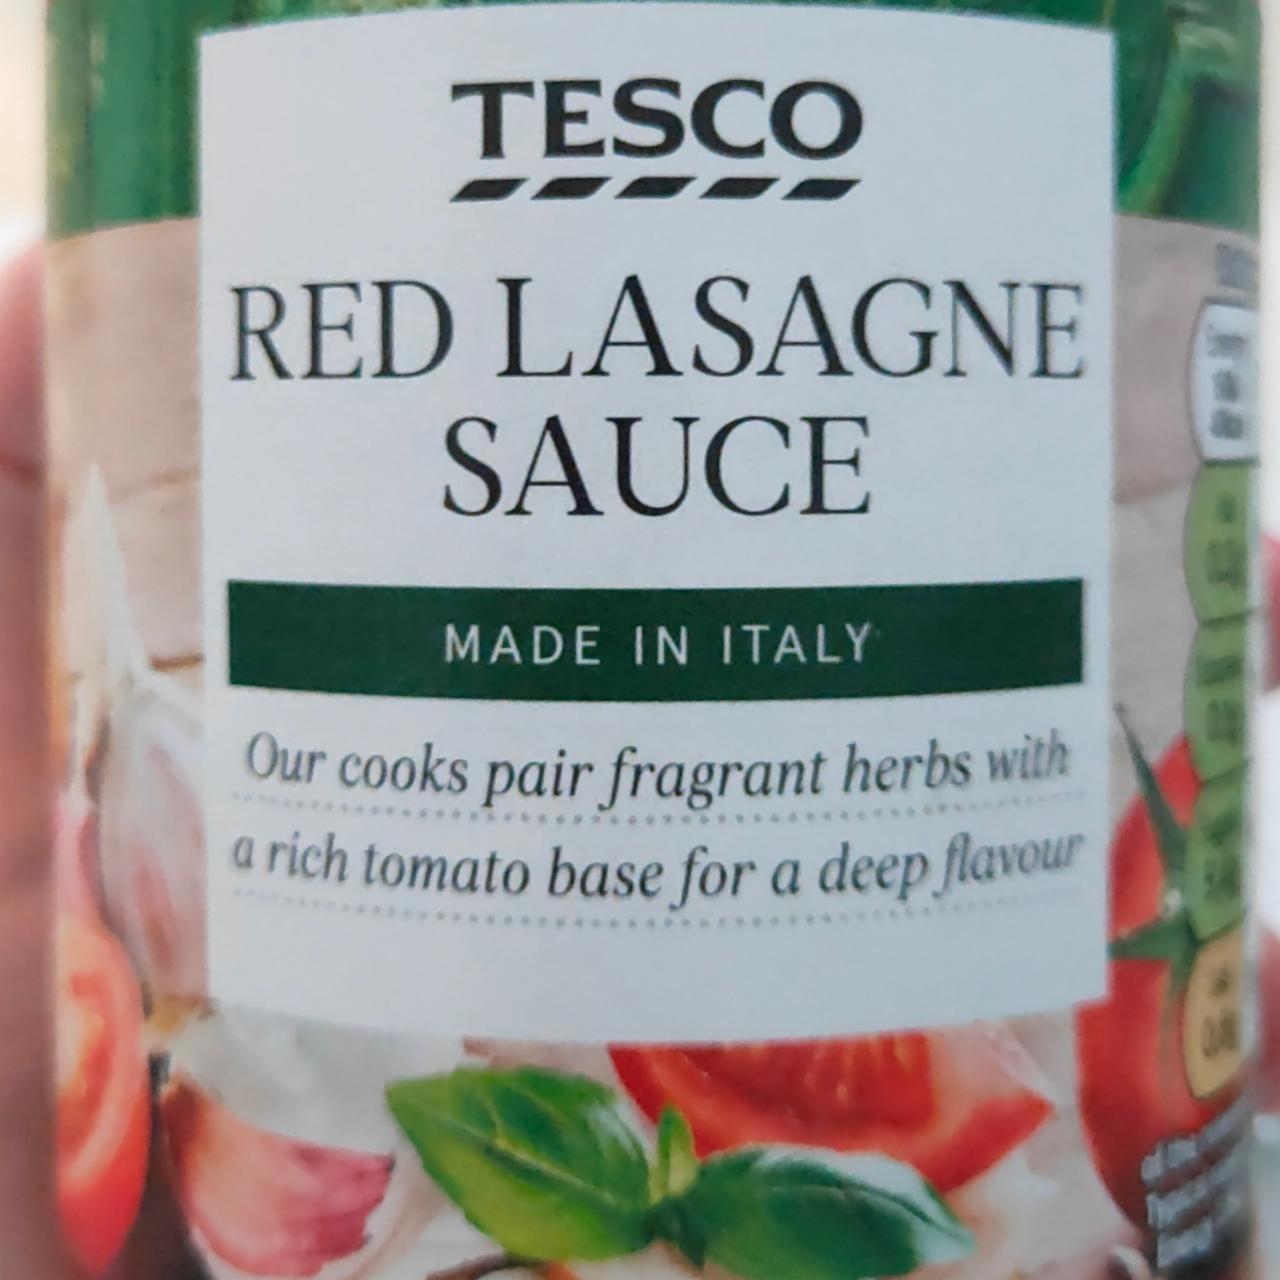 TESCO
RED LASAGNE
SAUCE
MADE IN ITALY
Our cooks pair fragrant herbs with
a rich tomato base for a deep flavour